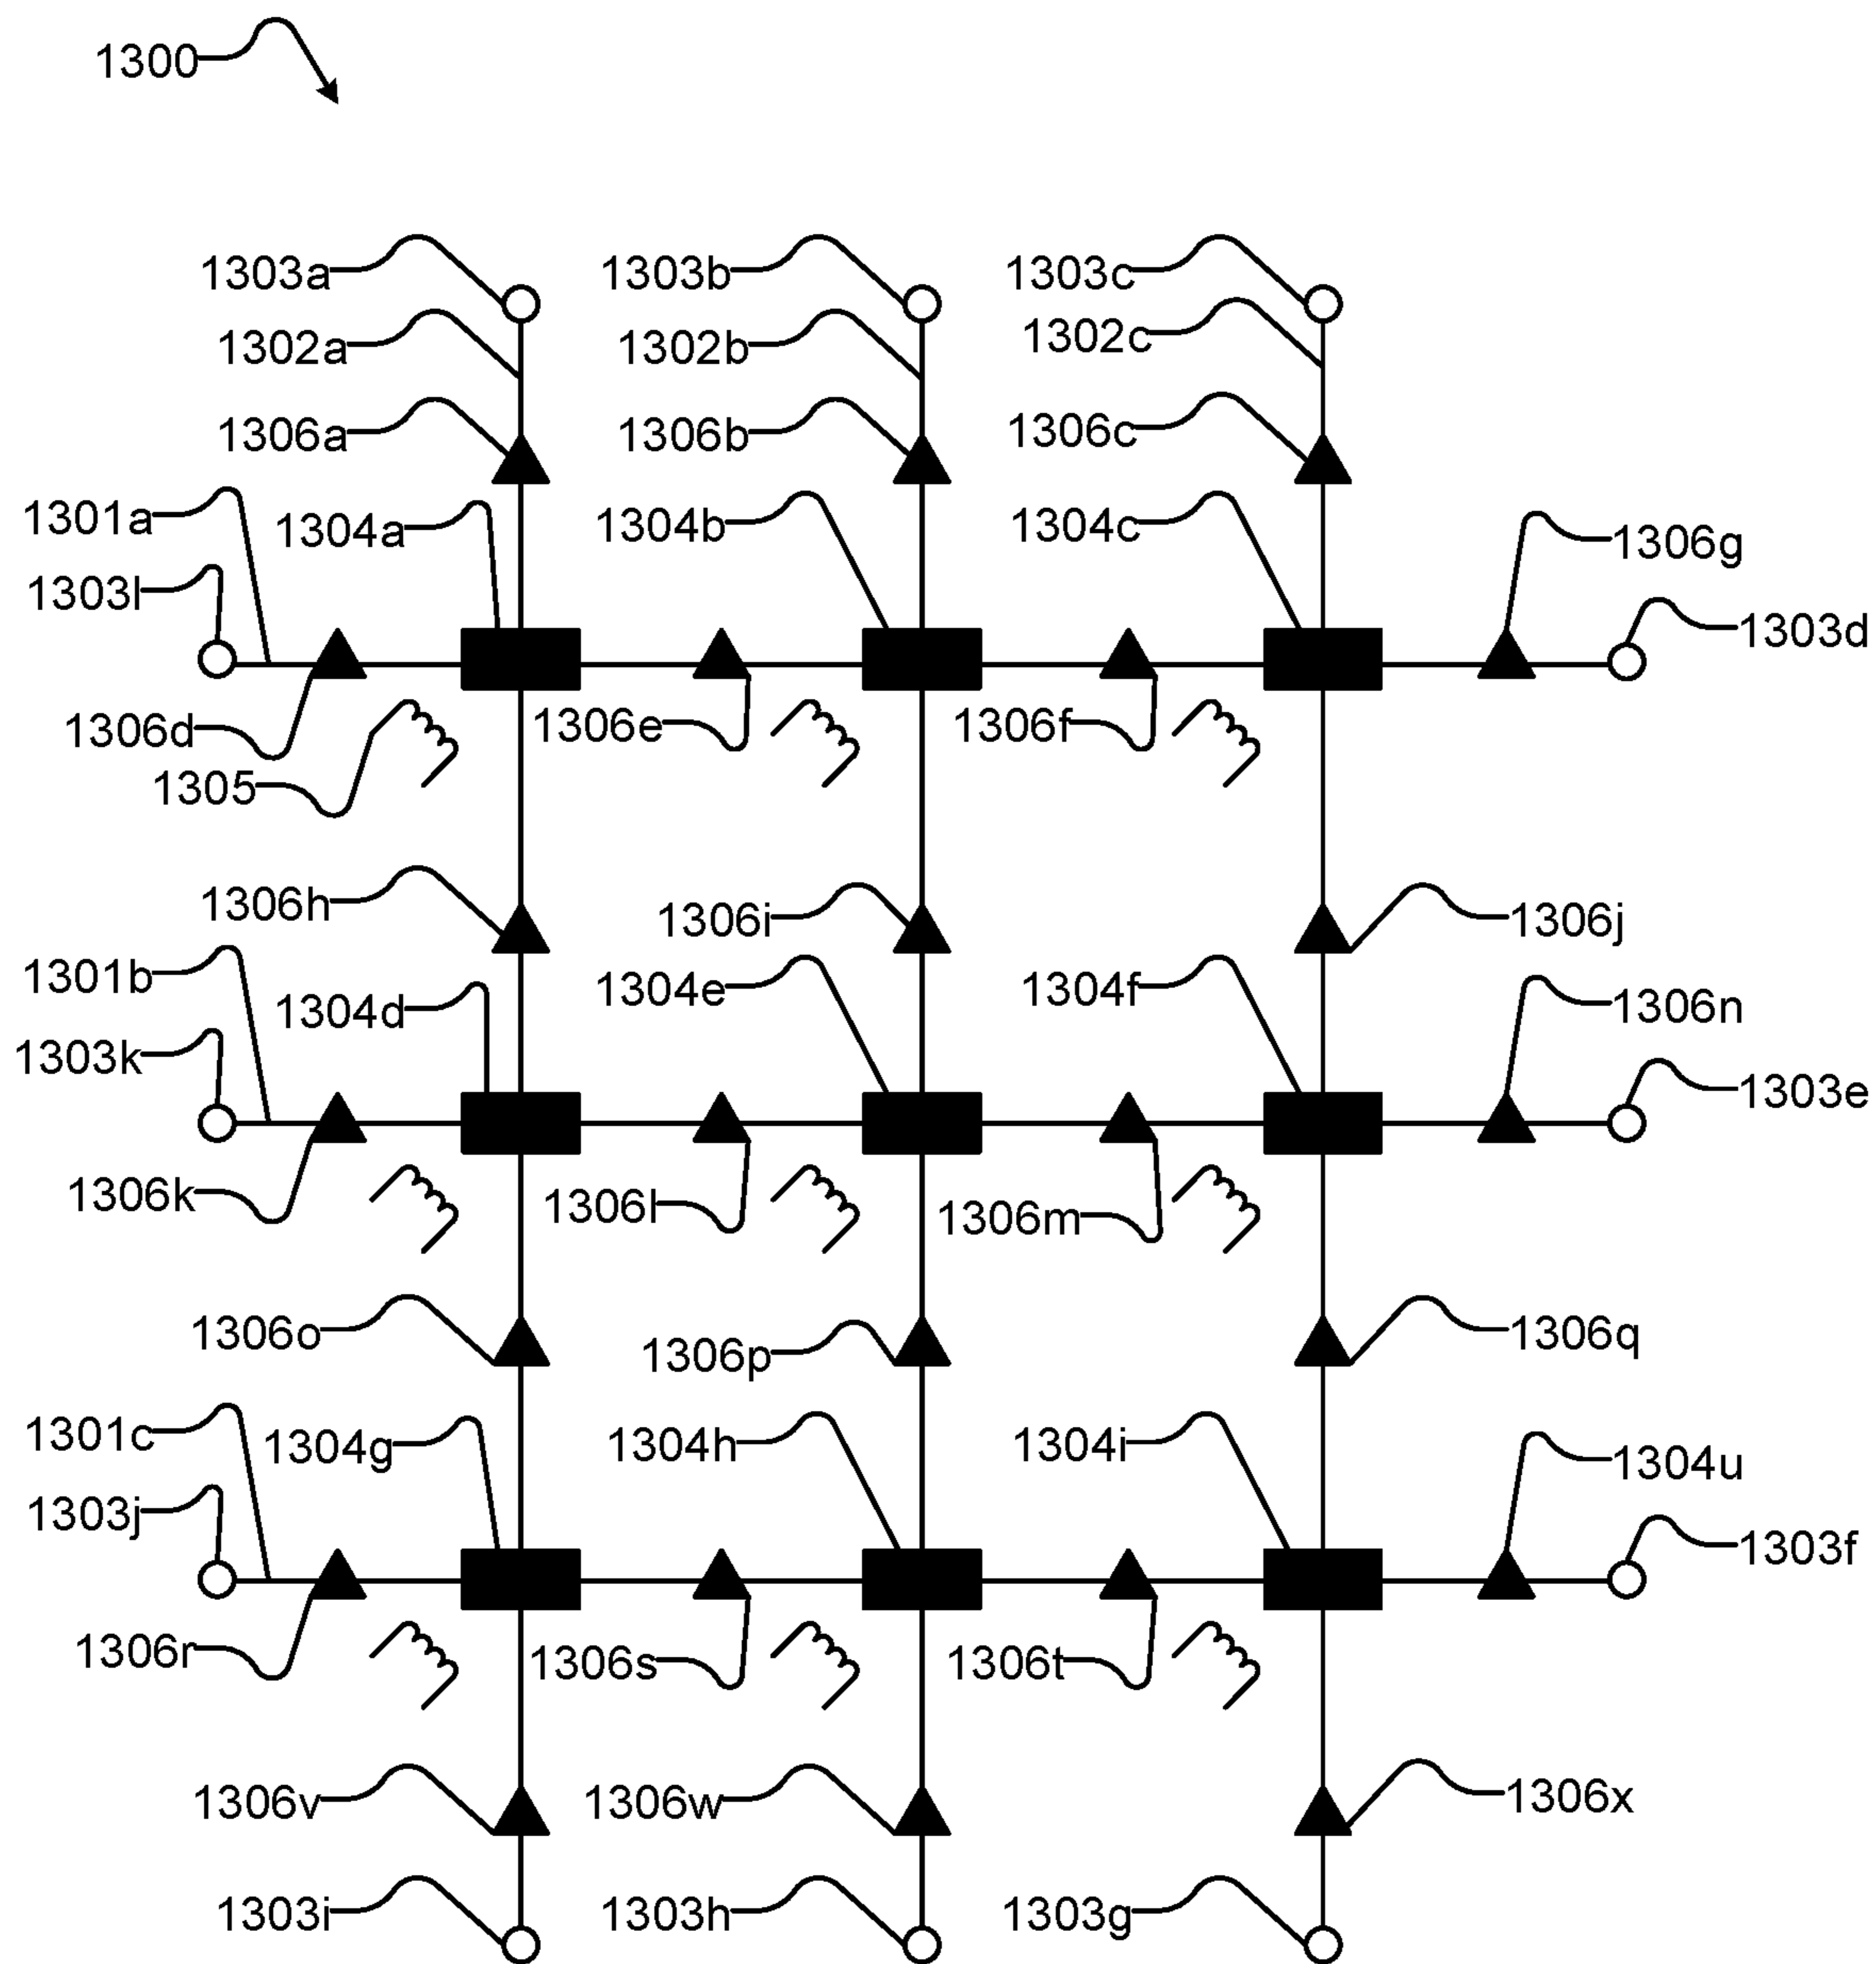 1300
1303a
1303b
1303c
1302a
1302b
1302c
1306a
1306b
1306c
1301a
1304a
1304b
1304c
1306g
1303l
1303d
1306d
1306e
1306f
1305
1306h
1306i
1306j
1301b
1304d
1304e
1304f
1306n
1303k
1303e
1306k
1306l
1306m
1306o
1306p
1306q
1301c
1304g
1304h
1304i
1304u
1303j
1303f
1306r
1306s
1306t
1306v
1306w
1306x
1303i
1303h
1303g